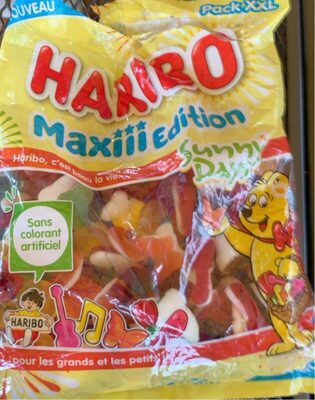 NOUVEAU
Pack XXL
HARIBO
Maxiiii Edition
Haribo, c'est beau la vie
Sunny
Days
Sans
colorant
artificiel
HARIBO
pour les grands et les petits